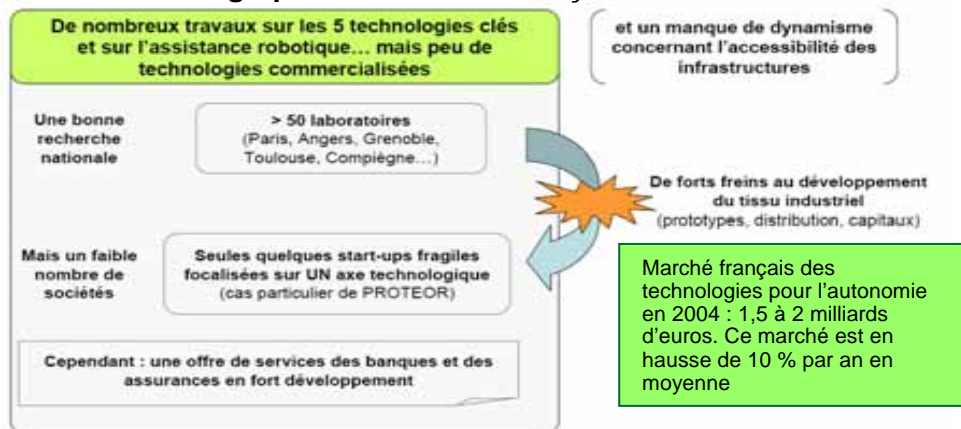 De nombreux travaux sur les 5 technologies clés
et sur l'assistance robotique... mais peu de
technologies commercialisées
et un manque de dynamisme
concernant l'accessibilité des
infrastructures
Une bonne
recherche
nationale
> 50 laboratoires
(Paris, Angers, Grenoble,
Toulouse, Compiègne...)
De forts freins au développement
du tissu industriel
(prototypes, distribution, capitaux)
Mais un faible
nombre de
sociétés
Seules quelques start-ups fragiles
focalisées sur UN axe technologique
(cas particulier de PROTEOR)
Marché français des
technologies pour l'autonomie
en 2004 : 1,5 à 2 milliards
d'euros. Ce marché est en
hausse de 10 % par an en
moyenne
Cependant : une offre de services des banques et des
assurances en fort développement